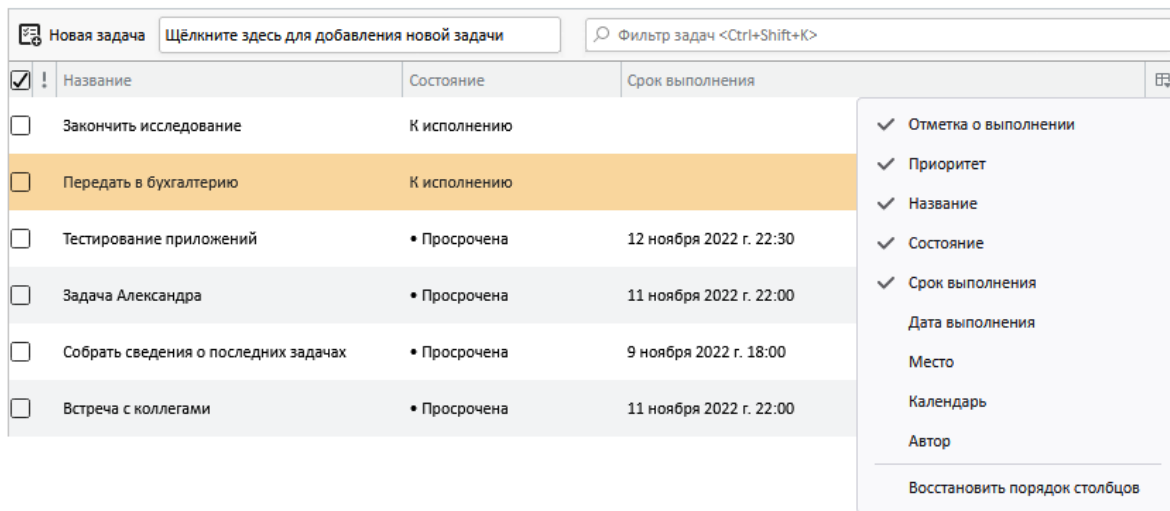 Новая задача Щёлкните здесь для добавления новой задачи Фильтр задач <Ctrl+Shift+K>
! Название Состояние Срок выполнения
Закончить исследование К исполнению
Передать в бухгалтерию К исполнению
Тестирование приложений • Просрочена 12 ноября 2022 г. 22:30
Задача Александра • Просрочена 11 ноября 2022 г. 22:00
Собрать сведения о последних задачах • Просрочена 9 ноября 2022 г. 18:00
Встреча с коллегами • Просрочена 11 ноября 2022 г. 22:00
Отметка о выполнении
Приоритет
Название
Состояние
Срок выполнения
Дата выполнения
Место
Календарь
Автор
Восстановить порядок столбцов